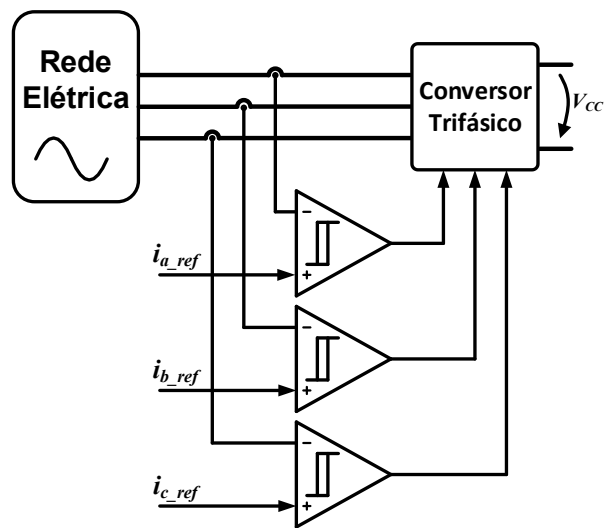 Rede
Elétrica
Conversor
Trifásico
V_CC
−
+
i_a_ref
−
+
i_b_ref
−
+
i_c_ref